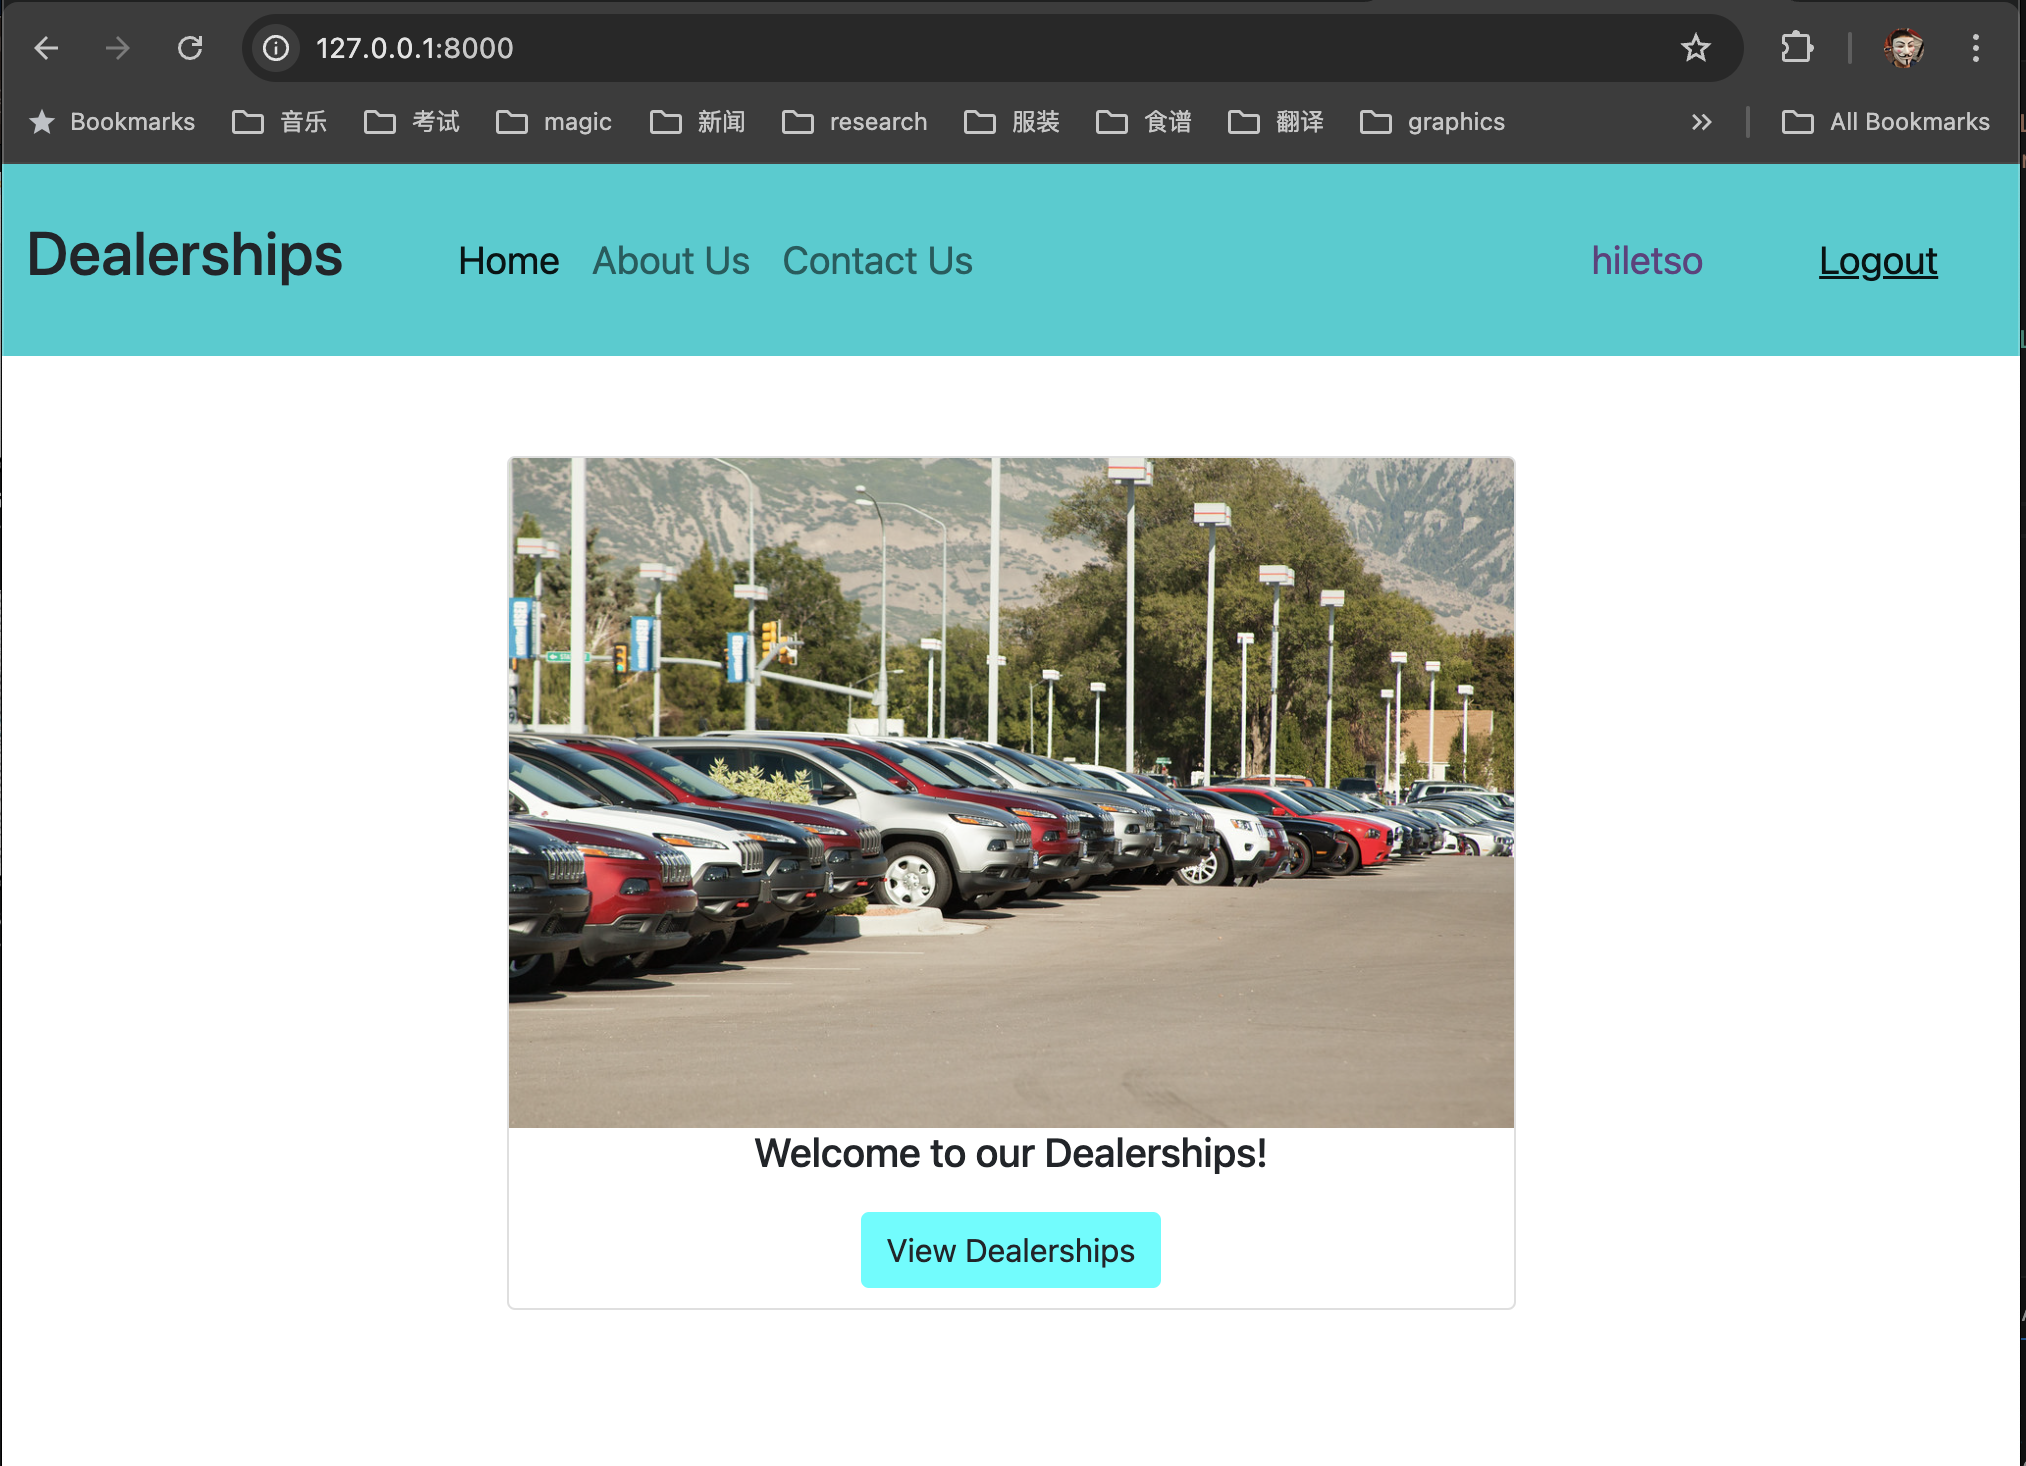 127.0.0.1:8000
Bookmarks 音乐 考试 magic 新闻 research 服装 食谱 翻译 graphics All Bookmarks
Dealerships Home About Us Contact Us hiletso Logout
Welcome to our Dealerships!
View Dealerships